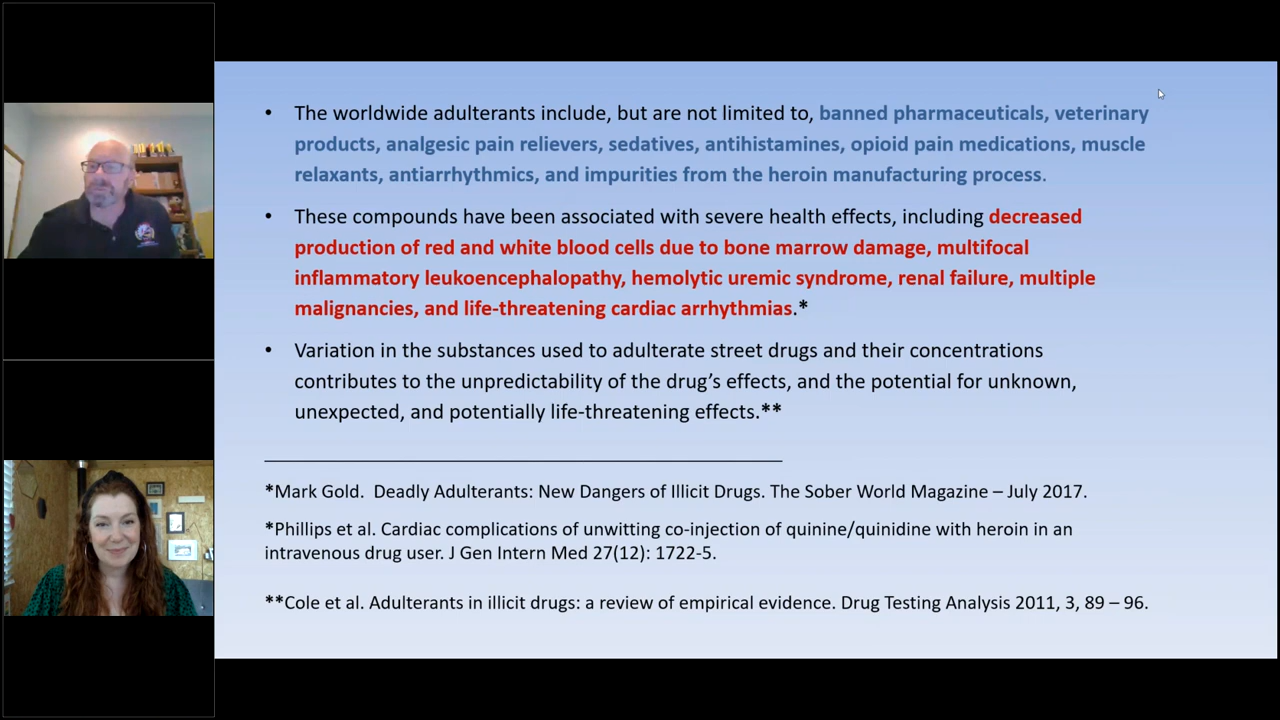 • The worldwide adulterants include, but are not limited to, banned pharmaceuticals, veterinary
products, analgesic pain relievers, sedatives, antihistamines, opioid pain medications, muscle
relaxants, antiarrhythmics, and impurities from the heroin manufacturing process.
• These compounds have been associated with severe health effects, including decreased
production of red and white blood cells due to bone marrow damage, multifocal
inflammatory leukoencephalopathy, hemolytic uremic syndrome, renal failure, multiple
malignancies, and life-threatening cardiac arrhythmias.*
• Variation in the substances used to adulterate street drugs and their concentrations
contributes to the unpredictability of the drug’s effects, and the potential for unknown,
unexpected, and potentially life-threatening effects.**
*Mark Gold. Deadly Adulterants: New Dangers of Illicit Drugs. The Sober World Magazine – July 2017.
*Phillips et al. Cardiac complications of unwitting co-injection of quinine/quinidine with heroin in an
intravenous drug user. J Gen Intern Med 27(12): 1722-5.
**Cole et al. Adulterants in illicit drugs: a review of empirical evidence. Drug Testing Analysis 2011, 3, 89 – 96.